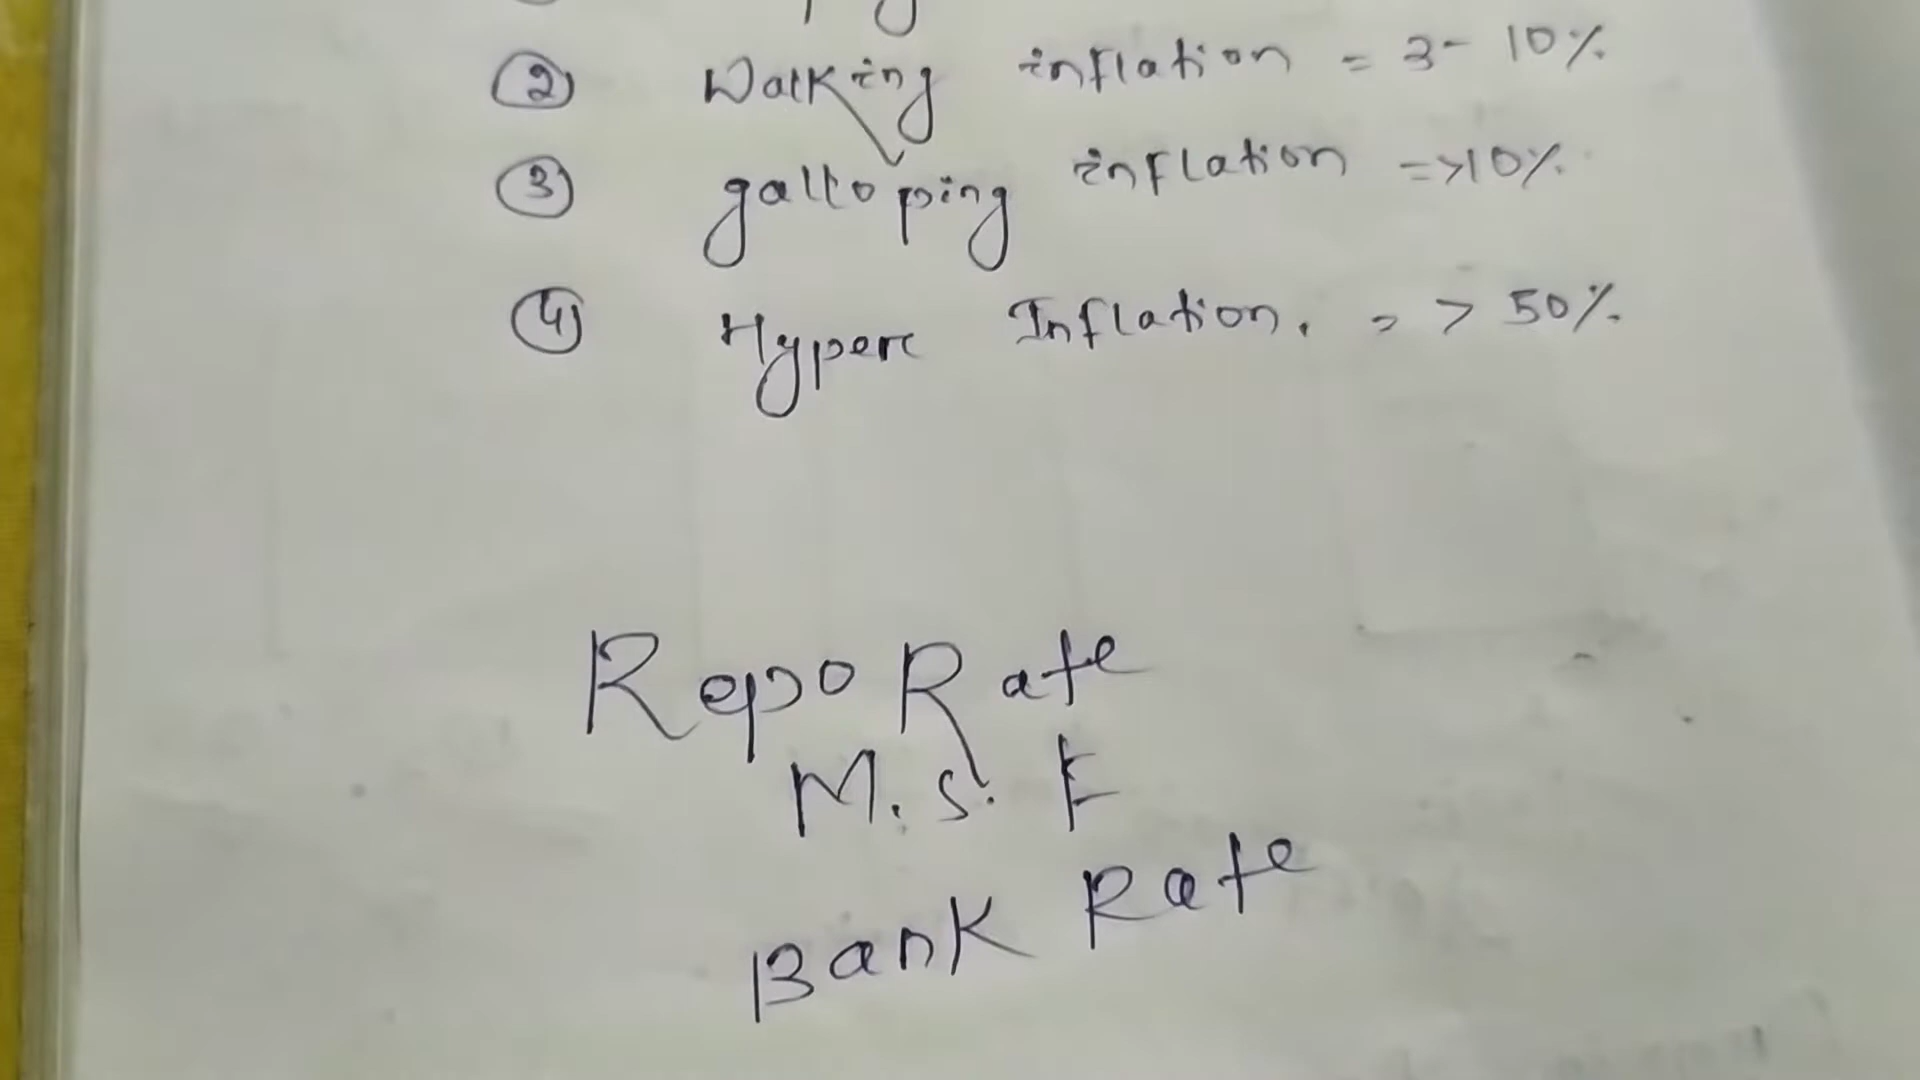 ② Walking inflation = 3- 10%
③ galloping inflation => 10%
④ Hyper Inflation. = > 50%
Repo Rate
M.S. F
Bank Rate